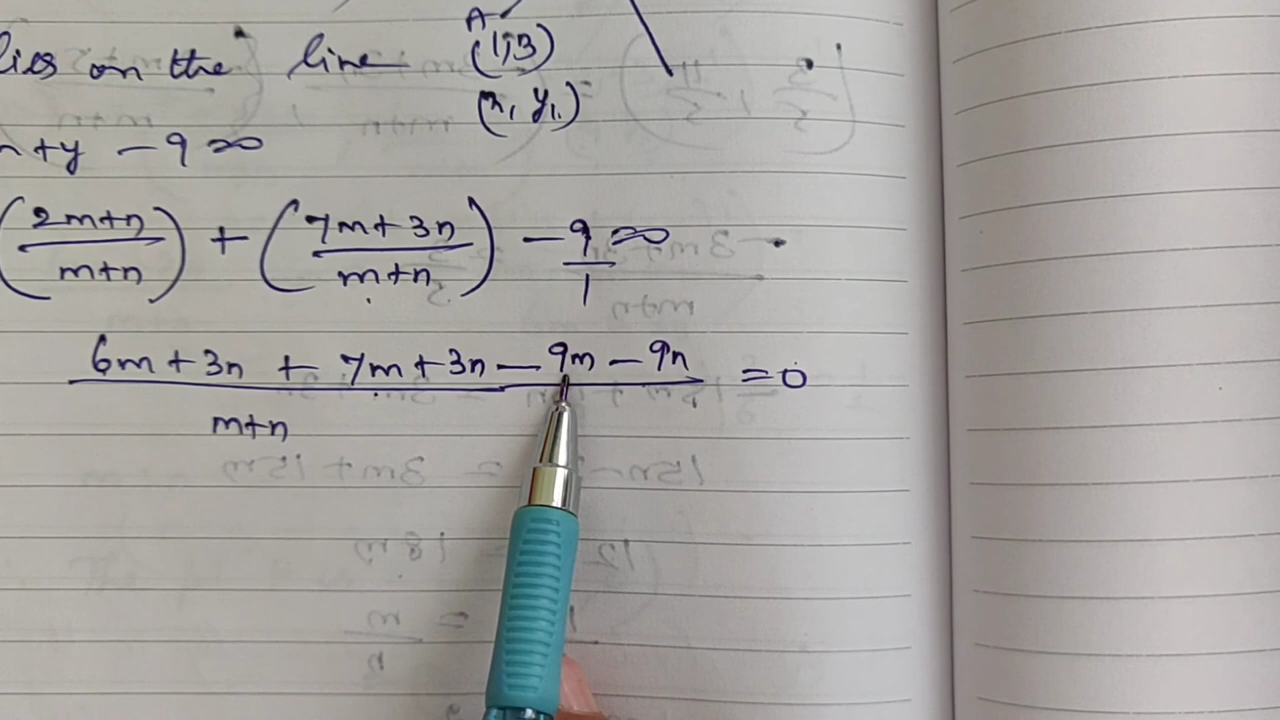 A
lies on the line (1,3)
(x1 y1)
x+y -9=0
(2m+n / m+n) + (7m+3n / m+n) - 9/1 =0
6m+3n + 7m+3n - 9m - 9n / m+n =0